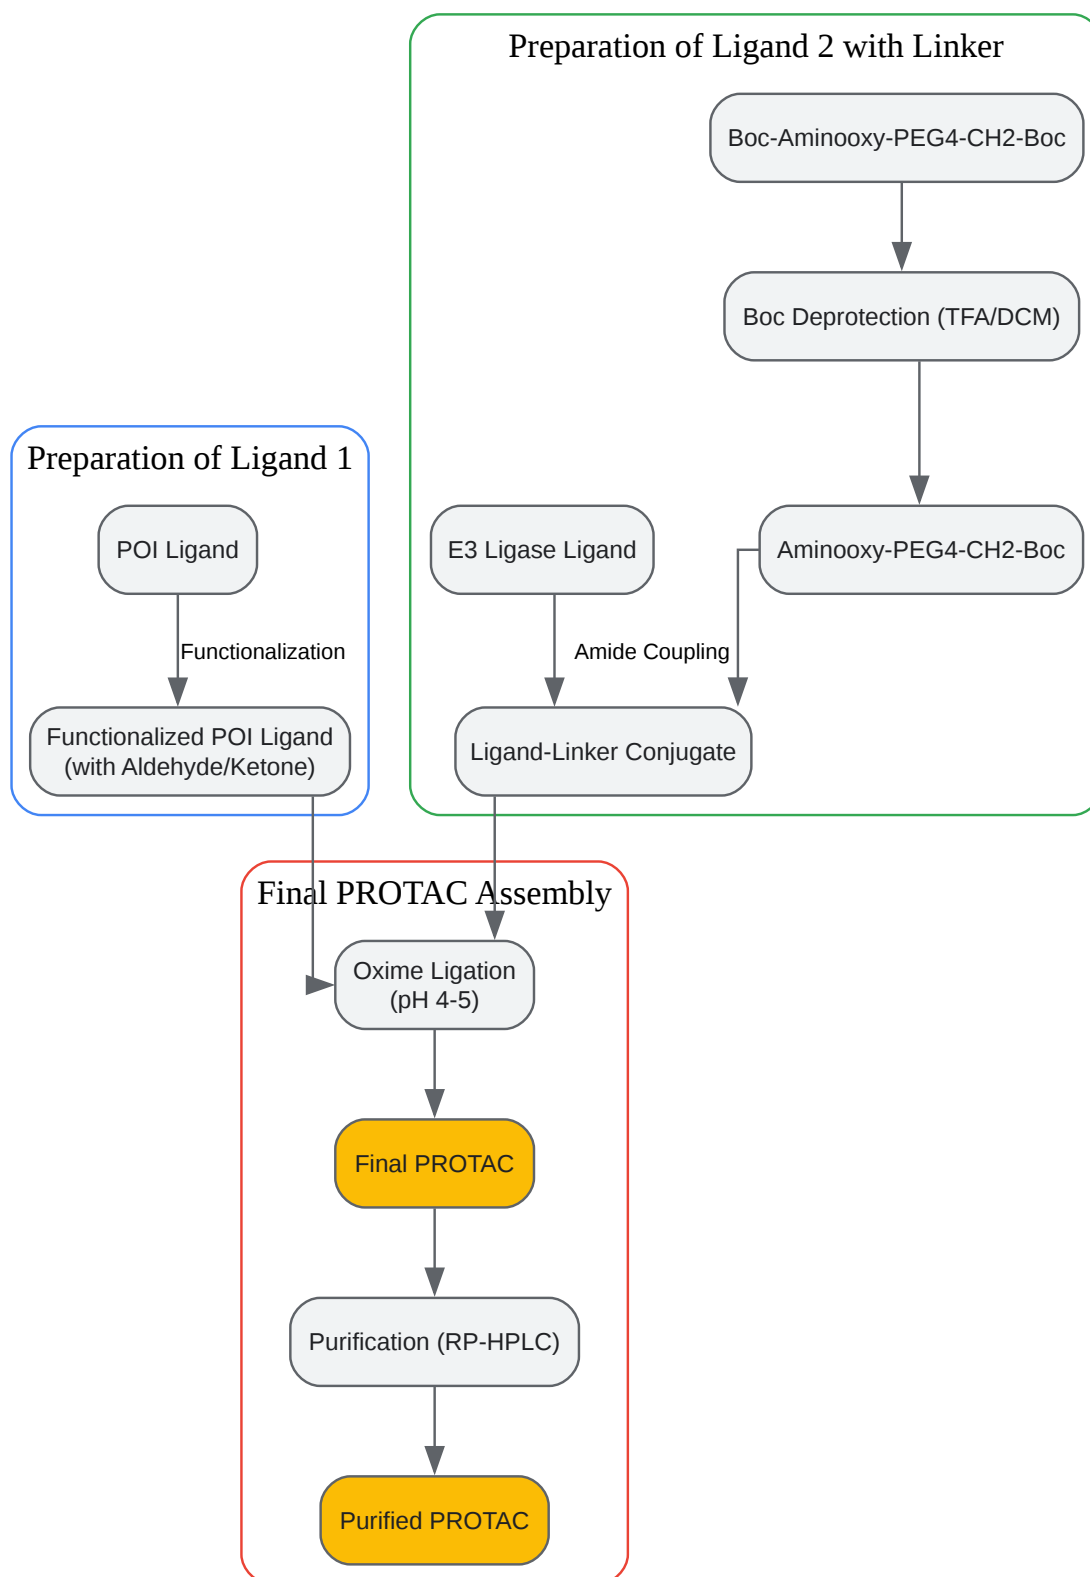 Preparation of Ligand 2 with Linker
Boc-Aminooxy-PEG4-CH2-Boc
Boc Deprotection (TFA/DCM)
Preparation of Ligand 1
POI Ligand
E3 Ligase Ligand
Aminooxy-PEG4-CH2-Boc
Functionalization
Amide Coupling
Functionalized POI Ligand
(with Aldehyde/Ketone)
Ligand-Linker Conjugate
Final PROTAC Assembly
Oxime Ligation
(pH 4-5)
Final PROTAC
Purification (RP-HPLC)
Purified PROTAC